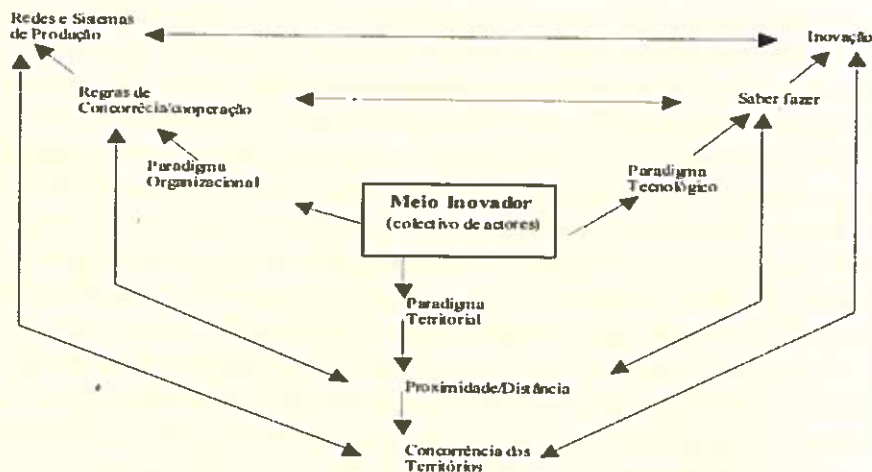 Redes e Sistemas
de Produção
Inovação
Regras de
Concorrêcia/cooperação
Saber fazer
Paradigma
Organizacional
Paradigma
Tecnológico
Meio Inovador
(colectivo de actores)
Paradigma
Territorial
Proximidade/Distância
Concorrência dos
Territórios